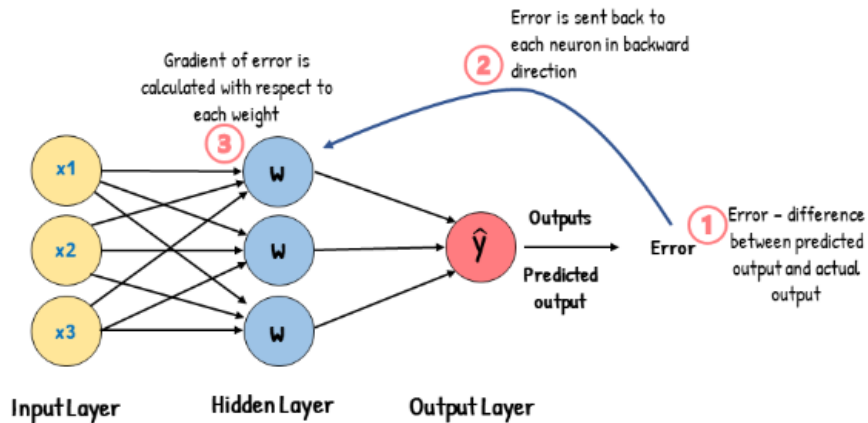 Error is sent back to
each neuron in backward
direction
2
Gradient of error is
calculated with respect to
each weight
3
x1
x2
x3
w
w
w
ŷ
Outputs
Predicted
output
Error
1
Error - difference
between predicted
output and actual
output
Input Layer
Hidden Layer
Output Layer